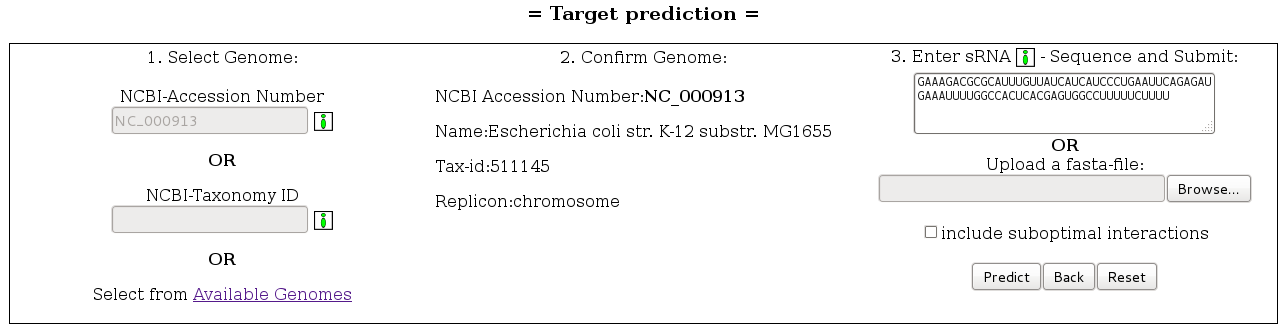 = Target prediction =
1. Select Genome:
NCBI-Accession Number
NC_000913
OR
NCBI-Taxonomy ID
OR
Select from Available Genomes
2. Confirm Genome:
NCBI Accession Number:NC_000913
Name:Escherichia coli str. K-12 substr. MG1655
Tax-id:511145
Replicon:chromosome
3. Enter sRNA i - Sequence and Submit:
GAAAGACGCGCAUUUGUUAUCAUCAUCCCUGAAUUCAGAGAU
GAAAUUUUGGCCACUCACGAGUGGCCUUUUUCUUUU
OR
Upload a fasta-file:
Browse...
include suboptimal interactions
Predict Back Reset